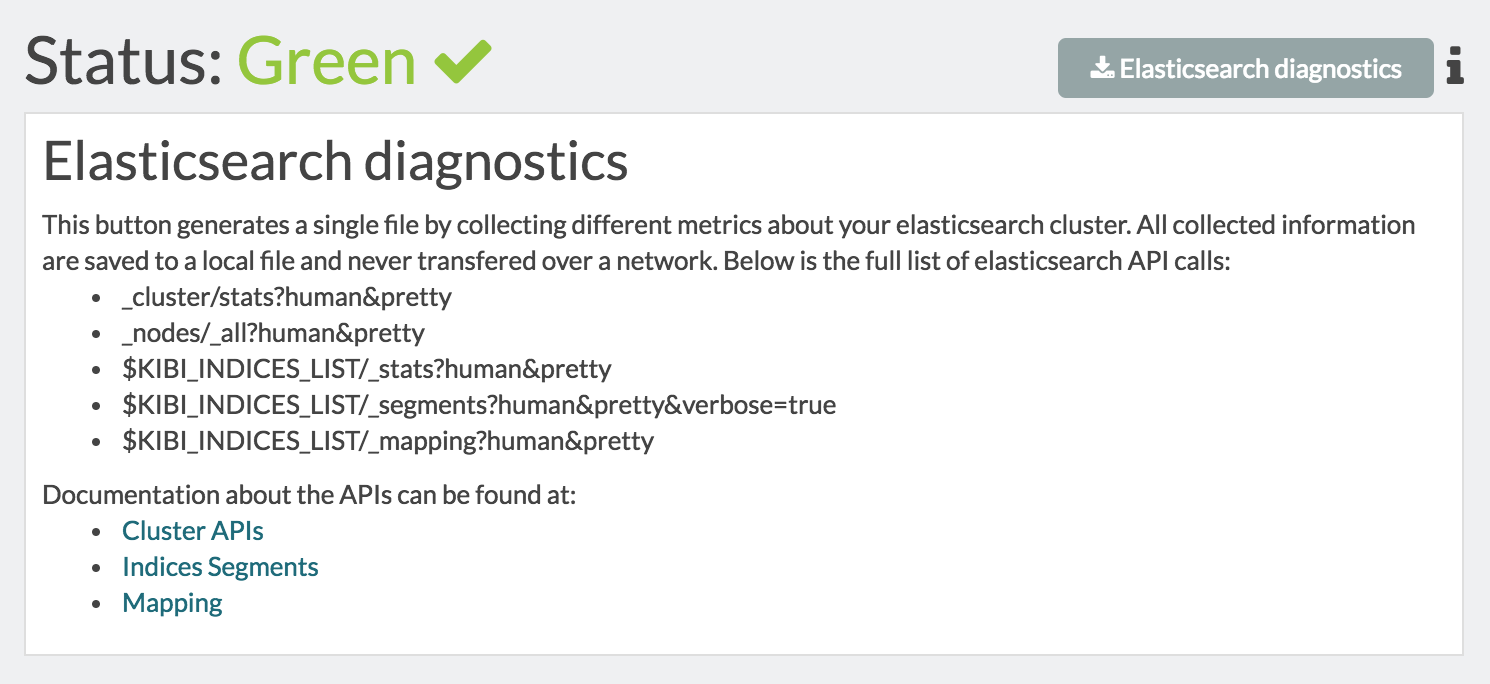 Status: Green
Elasticsearch diagnostics
Elasticsearch diagnostics
This button generates a single file by collecting different metrics about your elasticsearch cluster. All collected information
are saved to a local file and never transfered over a network. Below is the full list of elasticsearch API calls:
• _cluster/stats?human&pretty
• _nodes/_all?human&pretty
• $KIBI_INDICES_LIST/_stats?human&pretty
• $KIBI_INDICES_LIST/_segments?human&pretty&verbose=true
• $KIBI_INDICES_LIST/_mapping?human&pretty
Documentation about the APIs can be found at:
• Cluster APIs
• Indices Segments
• Mapping